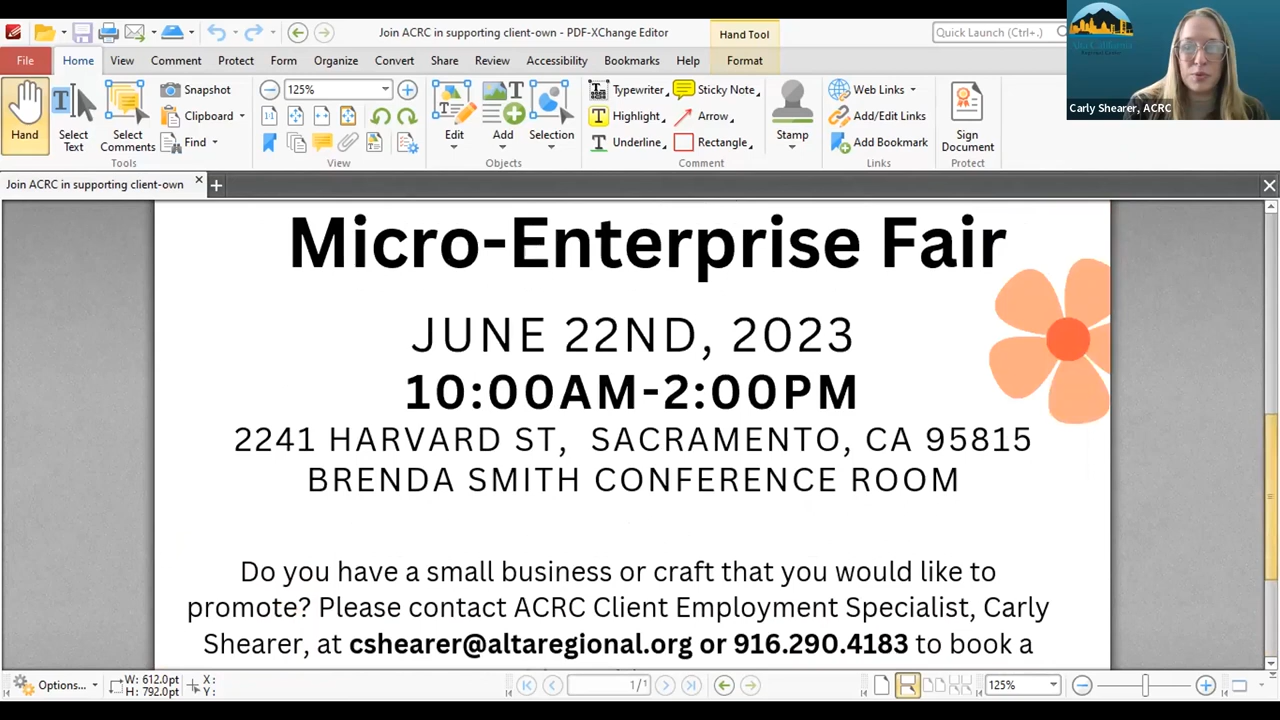 Join ACRC in supporting client-own - PDF-XChange Editor
Hand Tool
Quick Launch (Ctrl+.)
File Home View Comment Protect Form Organize Convert Share Review Accessibility Bookmarks Help Format
Hand
Select Text
Select Comments
Snapshot
Clipboard
Find
Tools
125%
View
Edit
Add
Selection
Objects
Typewriter
Highlight
Underline
Sticky Note
Arrow
Rectangle
Comment
Stamp
Web Links
Add/Edit Links
Add Bookmark
Links
Sign Document
Protect
Alta California
Carly Shearer, ACRC
Join ACRC in supporting client-own
Micro-Enterprise Fair
JUNE 22ND, 2023
10:00AM-2:00PM
2241 HARVARD ST, SACRAMENTO, CA 95815
BRENDA SMITH CONFERENCE ROOM
Do you have a small business or craft that you would like to
promote? Please contact ACRC Client Employment Specialist, Carly
Shearer, at cshearer@altaregional.org or 916.290.4183 to book a
Options...
W: 612.0pt
H: 792.0pt
X:
Y:
1/1
125%